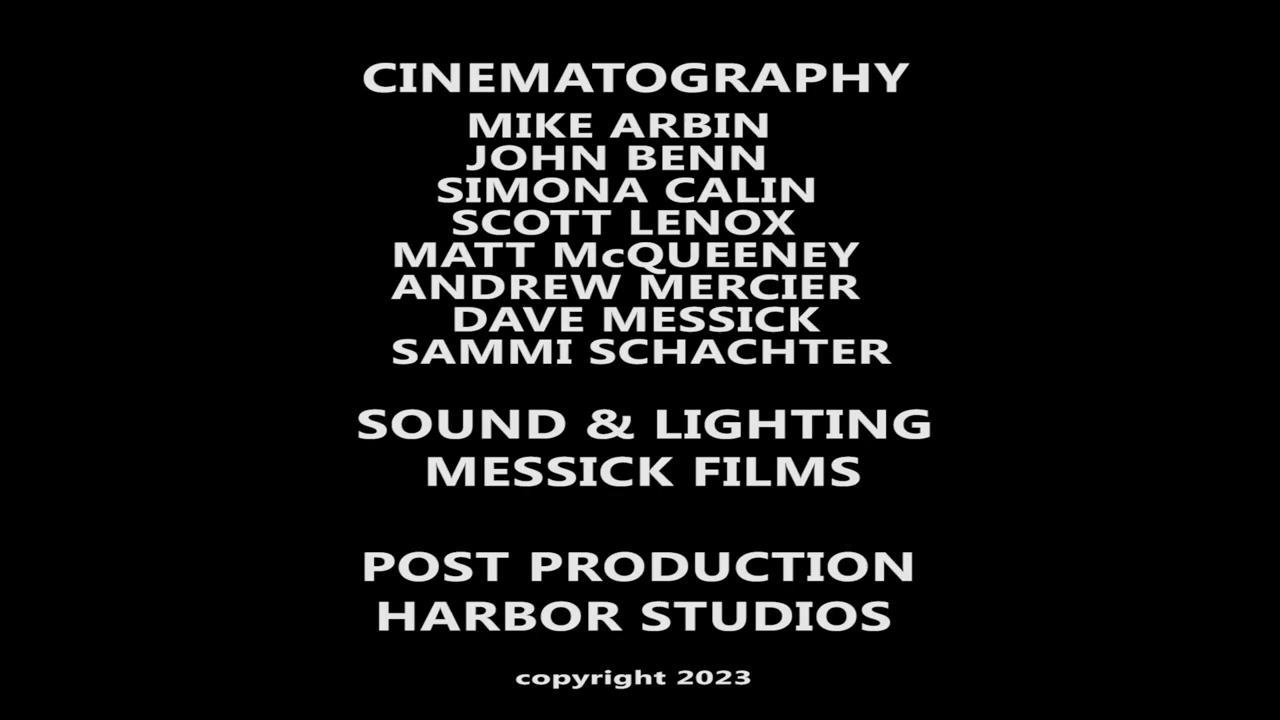 CINEMATOGRAPHY
MIKE ARBIN
JOHN BENN
SIMONA CALIN
SCOTT LENOX
MATT McQUEENEY
ANDREW MERCIER
DAVE MESSICK
SAMMI SCHACHTER
SOUND & LIGHTING
MESSICK FILMS
POST PRODUCTION
HARBOR STUDIOS
copyright 2023